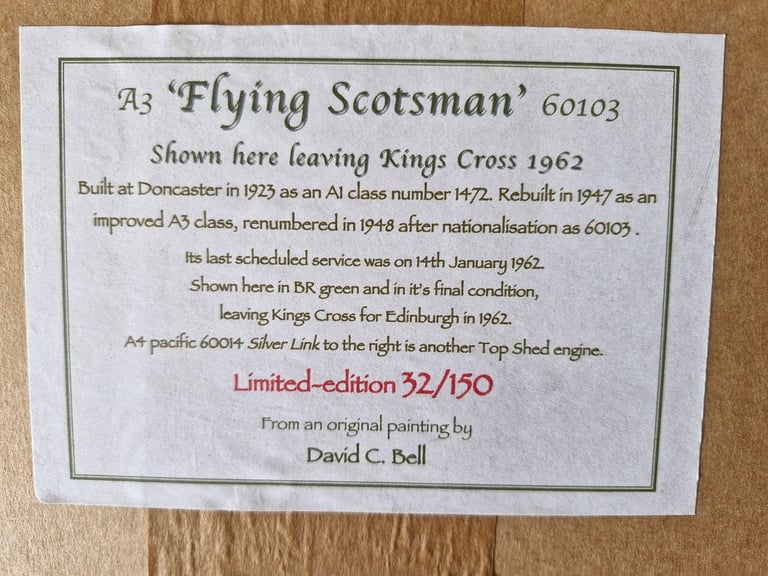 A3 ‘Flying Scotsman’ 60103
Shown here leaving Kings Cross 1962
Built at Doncaster in 1923 as an A1 class number 1472. Rebuilt in 1947 as an
improved A3 class, renumbered in 1948 after nationalisation as 60103 .
Its last scheduled service was on 14th January 1962.
Shown here in BR green and in it's final condition,
leaving Kings Cross for Edinburgh in 1962.
A4 pacific 60014 Silver Link to the right is another Top Shed engine.
Limited-edition 32/150
From an original painting by
David C. Bell